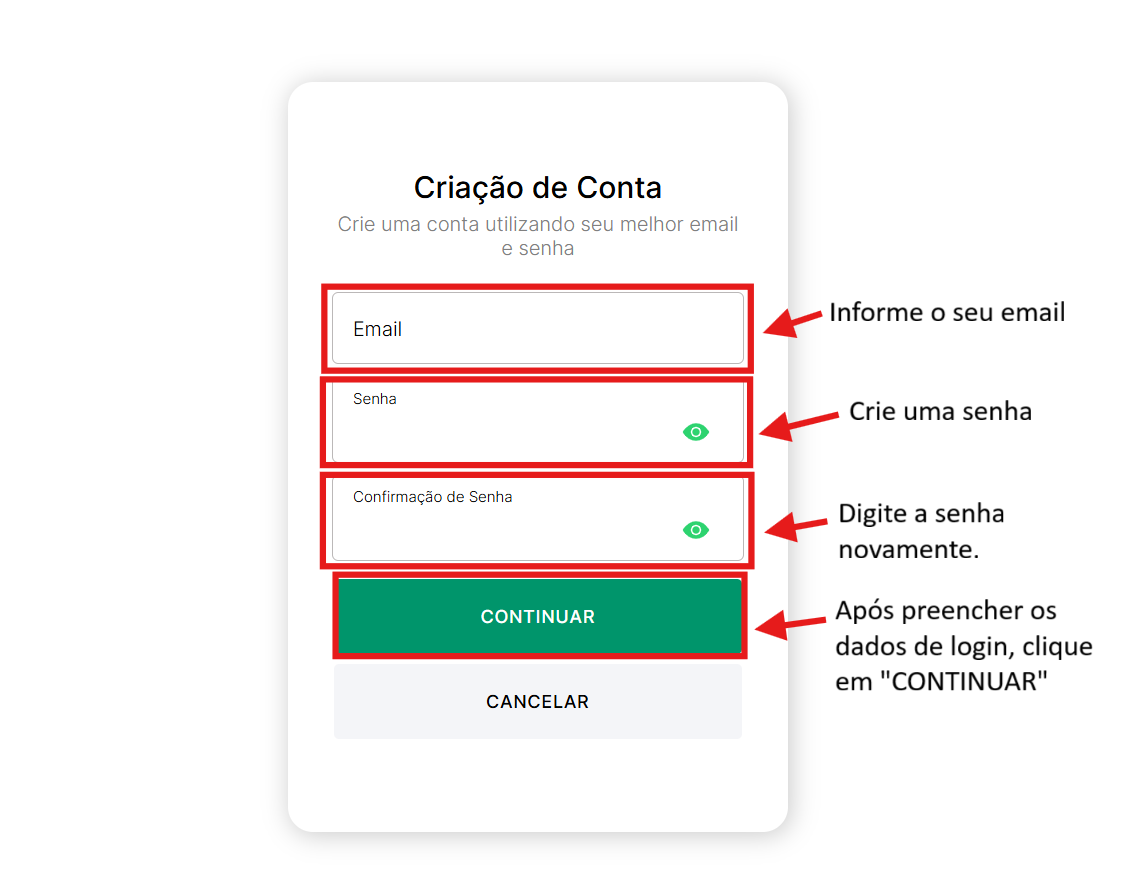 Criação de Conta
Crie uma conta utilizando seu melhor email
e senha
Email
Informe o seu email
Senha
Crie uma senha
Confirmação de Senha
Digite a senha
novamente.
CONTINUAR
Após preencher os
dados de login, clique
em "CONTINUAR"
CANCELAR